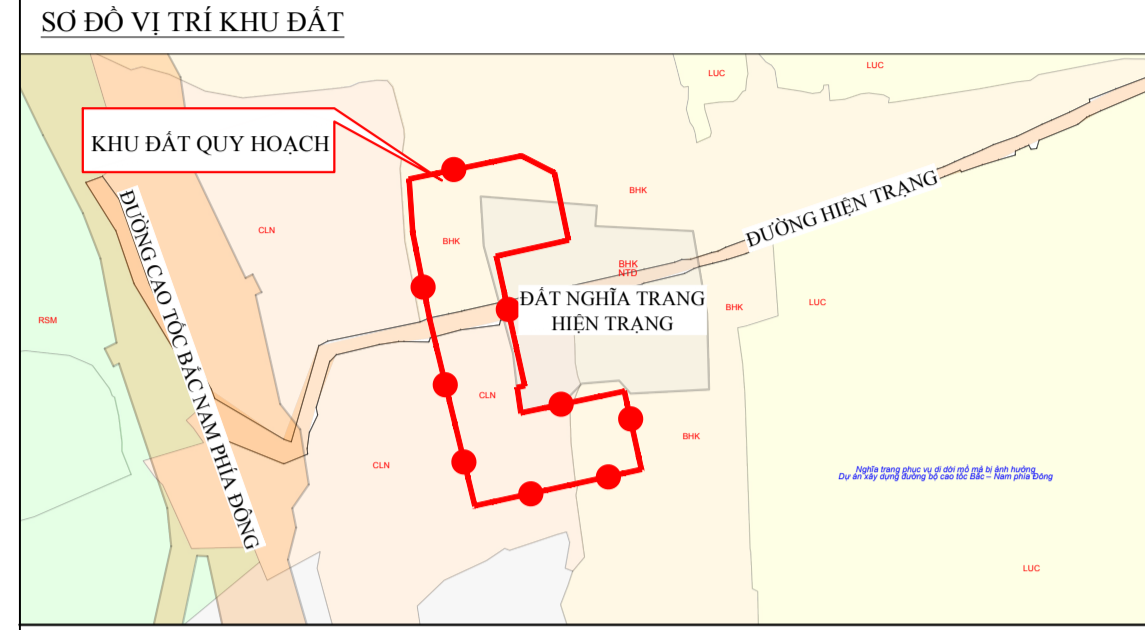 SƠ ĐỒ VỊ TRÍ KHU ĐẤT
LUC
LUC
KHU ĐẤT QUY HOẠCH
BHK
ĐƯỜNG HIỆN TRẠNG
CLN
BHK
ĐƯỜNG CAO TỐC BẮC NAM PHÍA ĐÔNG
BHK
NTD
ĐẤT NGHĨA TRANG
HIỆN TRẠNG
BHK
LUC
RSM
CLN
BHK
CLN
Nghĩa trang phục vụ di dời mồ mả bị ảnh hưởng
Dự án xây dựng đường bộ cao tốc Bắc – Nam phía Đông
LUC